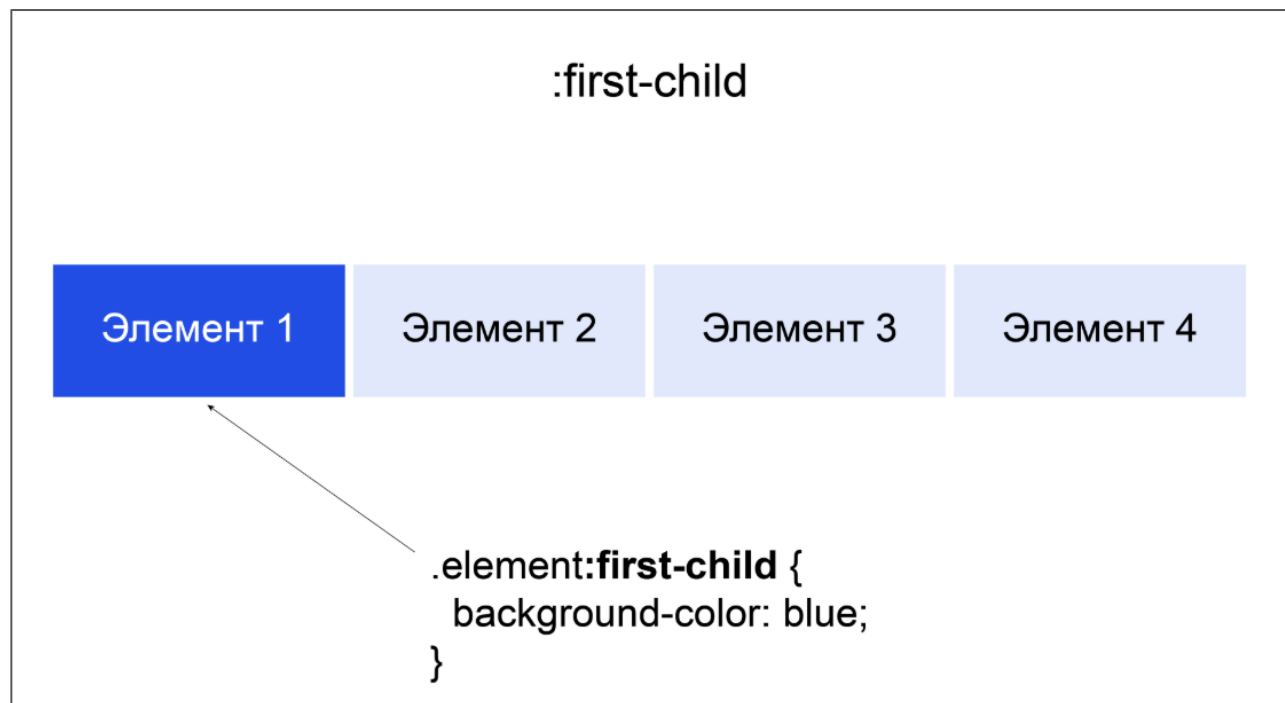 :first-child
Элемент 1
Элемент 2
Элемент 3
Элемент 4
.element:first-child {
background-color: blue;
}